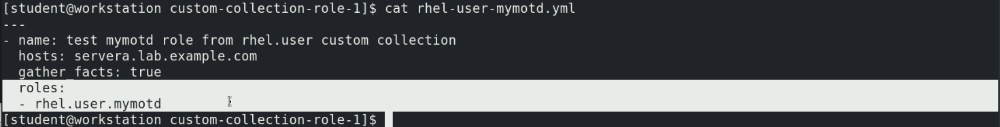 [student@workstation custom-collection-role-1]$ cat rhel-user-mymotd.yml
---
- name: test mymotd role from rhel.user custom collection
  hosts: servera.lab.example.com
  gather_facts: true
  roles:
  - rhel.user.mymotd
[student@workstation custom-collection-role-1]$